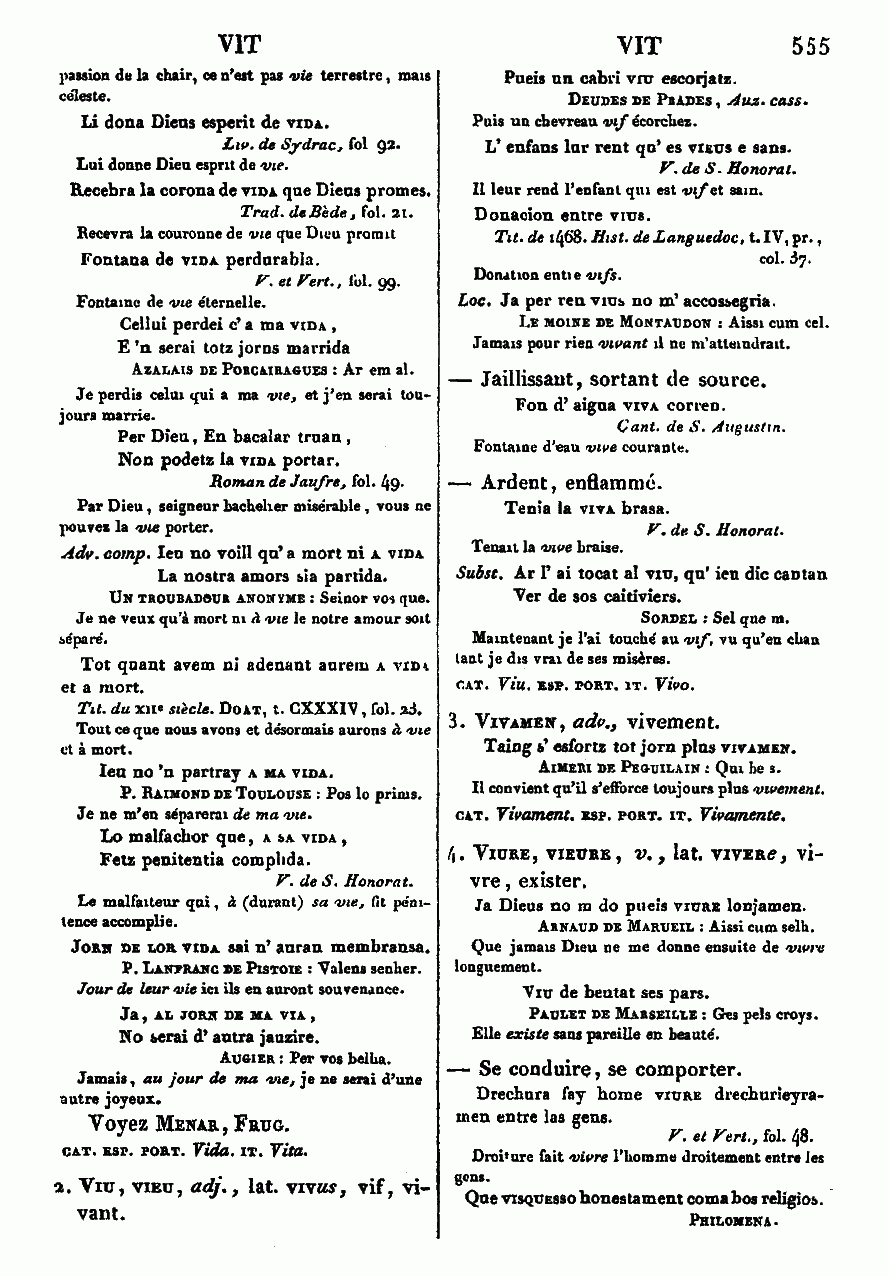 VIT
VIT 555
passion de la chair, ce n'est pas vie terrestre, mais
céleste.
Li dona Dieus esperit de VIDA.
Liv. de Sydrac, fol 92.
Lui donne Dieu esprit de vie.
Recebra la corona de VIDA que Dieus promes.
Trad. de Bède, fol. 21.
Recevra la couronne de vie que Dieu promit
Fontana de VIDA perdurabla.
V. et Vert., fol. 99.
Fontaine de vie éternelle.
Cellui perdei c' a ma VIDA,
E 'n serai totz jorns marrida
AZALAIS DE PORCAIRAGUES : Ar em al.
Je perdis celui qui a ma vie, et j'en serai tou-
jours marrie.
Per Dieu, En bacalar truan,
Non podetz la VIDA portar.
Roman de Jaufre, fol. 49.
Par Dieu, seigneur bachelier misérable, vous ne
pouvez la vie porter.
Adv. comp. Ieu no voill qu' a mort ni A VIDA
La nostra amors sia partida.
UN TROUBADOUR ANONYME : Seinor vos que.
Je ne veux qu'à mort ni à vie le notre amour soit
séparé.
Tot quant avem ni adenant aurem A VIDA
et a mort.
Tit. du XIIe siècle. DOAT, t. CXXXIV, fol. 23.
Tout ce que nous avons et désormais aurons à vie
et à mort.
Ieu no 'n partray A MA VIDA.
P. RAIMOND DE TOULOUSE : Pos lo prims.
Je ne m'en séparerai de ma vie.
Lo malfachor que, A SA VIDA,
Fetz penitentia complida.
V. de S. Honorat.
Le malfaiteur qui, à (durant) sa vie, fit péni-
tence accomplie.
JORN DE LOR VIDA sai n' auran membransa.
P. LANFRANC DE PISTOIE : Valens senher.
Jour de leur vie ici ils en auront souvenance.
Ja, AL JORN DE MA VIA,
No serai d' autra jauzire.
AUGIER : Per vos belha.
Jamais, au jour de ma vie, je ne serai d'une
autre joyeux.
Voyez MENAR, FRUG.
CAT. ESP. PORT. Vida. IT. Vita.
2. VIU, VIEU, adj., lat. VIVus, vif, vi-
vant.
Pueis un cabri VIU escorjatz.
DEUDES DE PRADES, Auz. cass.
Puis un chevreau vif écorchez.
L' enfans lur rent qu' es VIEUS e sans.
V. de S. Honorat.
Il leur rend l'enfant qui est vif et sain.
Donacion entre VIUS.
Tit. de 1468. Hist. de Languedoc, t. IV, pr.,
col. 37.
Donation entre vifs.
Loc. Ja per ren VIUS no m' accossegria.
LE MOINE DE MONTAUDON : Aissi cum cel.
Jamais pour rien vivant il ne m'atteindrait.
— Jaillissant, sortant de source.
Fon d' aigua VIVA corren.
Cant. de S. Augustin.
Fontaine d'eau vive courante.
— Ardent, enflammé.
Tenia la VIVA brasa.
V. de S. Honorat.
Tenait la vive braise.
Subst. Ar l' ai tocat al VIU, qu' ieu dic cantan
Ver de sos caitiviers.
SORDEL : Sel que m.
Maintenant je l'ai touché au vif, vu qu'en chan
tant je dis vrai de ses misères.
CAT. Viu. ESP. PORT. IT. Vivo.
3. VIVAMEN, adv., vivement.
Taing s' esfortz tot jorn plus VIVAMEN.
AIMERI DE PEGUILAIN : Qui be s.
Il convient qu'il s'efforce toujours plus vivement.
CAT. Vivament. ESP. PORT. IT. Vivamente.
4. VIURE, VIEURE, v., lat. VIVERe, vi-
vre, exister.
Ja Dieus no m do pueis VIURE lonjamen.
ARNAUD DE MARUEIL : Aissi cum selh.
Que jamais Dieu ne me donne ensuite de vivre
longuement.
VIU de beutat ses pars.
PAULET DE MARSEILLE : Ges pels croys.
Elle existe sans pareille en beauté.
— Se conduire, se comporter.
Drechura fay home VIURE drechurieyra-
men entre las gens.
V. et Vert., fol. 48.
Droiture fait vivre l'homme droitement entre les
gens.
Que VISQUESSO honestament coma bos religios.
PHILOMENA.